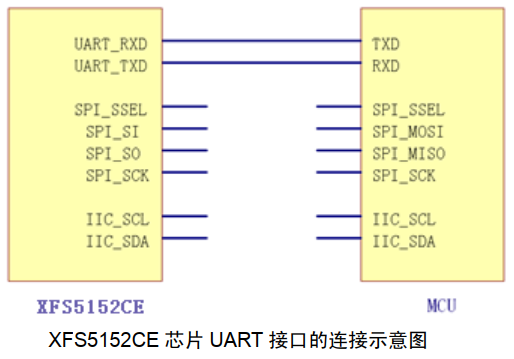 UART_RXD TXD
UART_TXD RXD
SPI_SSEL SPI_SSEL
SPI_SI SPI_MOSI
SPI_SO SPI_MISO
SPI_SCK SPI_SCK
IIC_SCL IIC_SCL
IIC_SDA IIC_SDA
XFS5152CE MCU
XFS5152CE 芯片 UART 接口的连接示意图